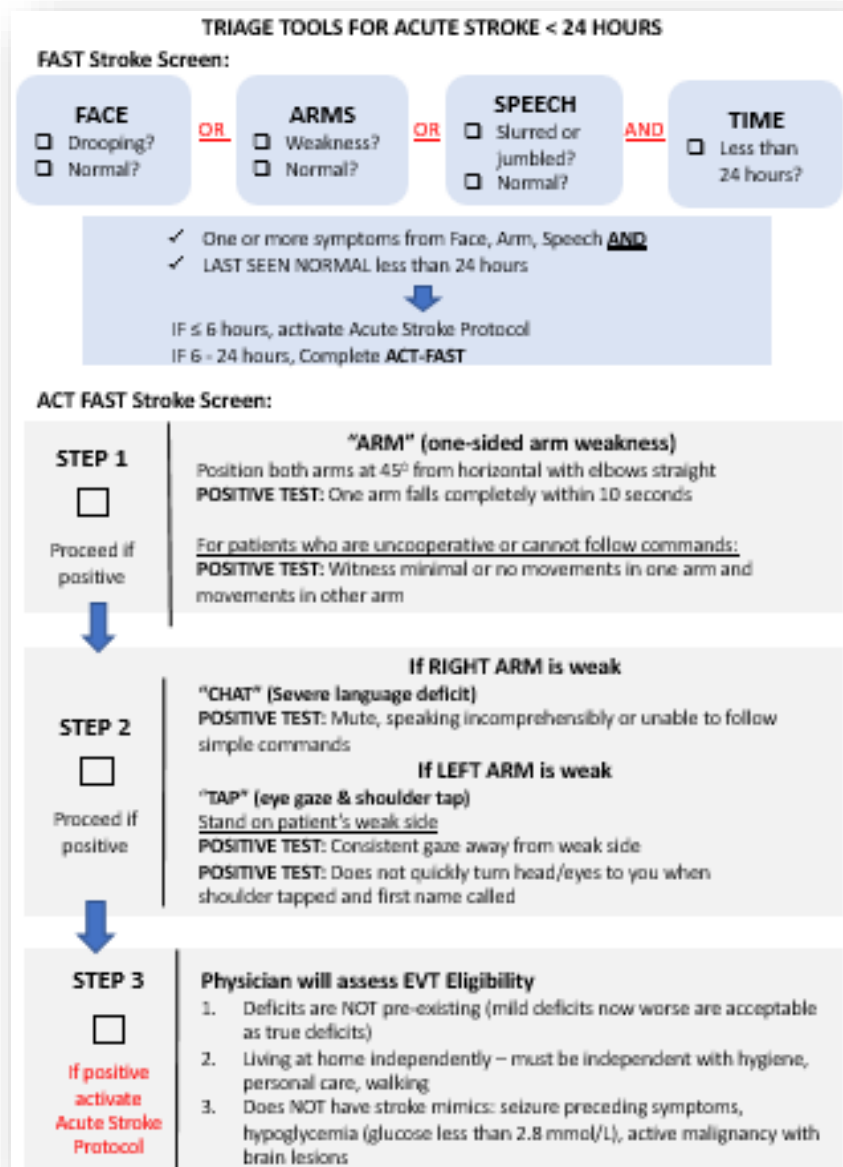 TRIAGE TOOLS FOR ACUTE STROKE < 24 HOURS
FAST Stroke Screen:
FACE
❑ Drooping?
❑ Normal?
OR
ARMS
❑ Weakness?
❑ Normal?
OR
SPEECH
❑ Slurred or
jumbled?
❑ Normal?
AND
TIME
❑ Less than
24 hours?
✓ One or more symptoms from Face, Arm, Speech AND
✓ LAST SEEN NORMAL less than 24 hours
IF ≤ 6 hours, activate Acute Stroke Protocol
IF 6 - 24 hours, Complete ACT-FAST
ACT FAST Stroke Screen:
STEP 1
Proceed if
positive
"ARM" (one-sided arm weakness)
Position both arms at 45⁰ from horizontal with elbows straight
POSITIVE TEST: One arm falls completely within 10 seconds
For patients who are uncooperative or cannot follow commands:
POSITIVE TEST: Witness minimal or no movements in one arm and
movements in other arm
STEP 2
Proceed if
positive
If RIGHT ARM is weak
"CHAT" (Severe language deficit)
POSITIVE TEST: Mute, speaking incomprehensibly or unable to follow
simple commands
If LEFT ARM is weak
"TAP" (eye gaze & shoulder tap)
Stand on patient's weak side
POSITIVE TEST: Consistent gaze away from weak side
POSITIVE TEST: Does not quickly turn head/eyes to you when
shoulder tapped and first name called
STEP 3
If positive
activate
Acute Stroke
Protocol
Physician will assess EVT Eligibility
1. Deficits are NOT pre-existing (mild deficits now worse are acceptable
as true deficits)
2. Living at home independently – must be independent with hygiene,
personal care, walking
3. Does NOT have stroke mimics: seizure preceding symptoms,
hypoglycemia (glucose less than 2.8 mmol/L), active malignancy with
brain lesions